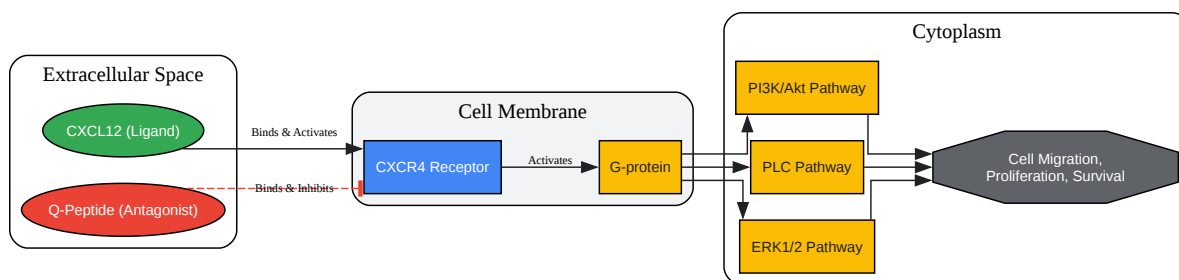 Extracellular Space
CXCL12 (Ligand)
Q-Peptide (Antagonist)
Binds & Activates
Binds & Inhibits
Cell Membrane
CXCR4 Receptor
Activates
G-protein
Cytoplasm
PI3K/Akt Pathway
PLC Pathway
ERK1/2 Pathway
Cell Migration,
Proliferation, Survival